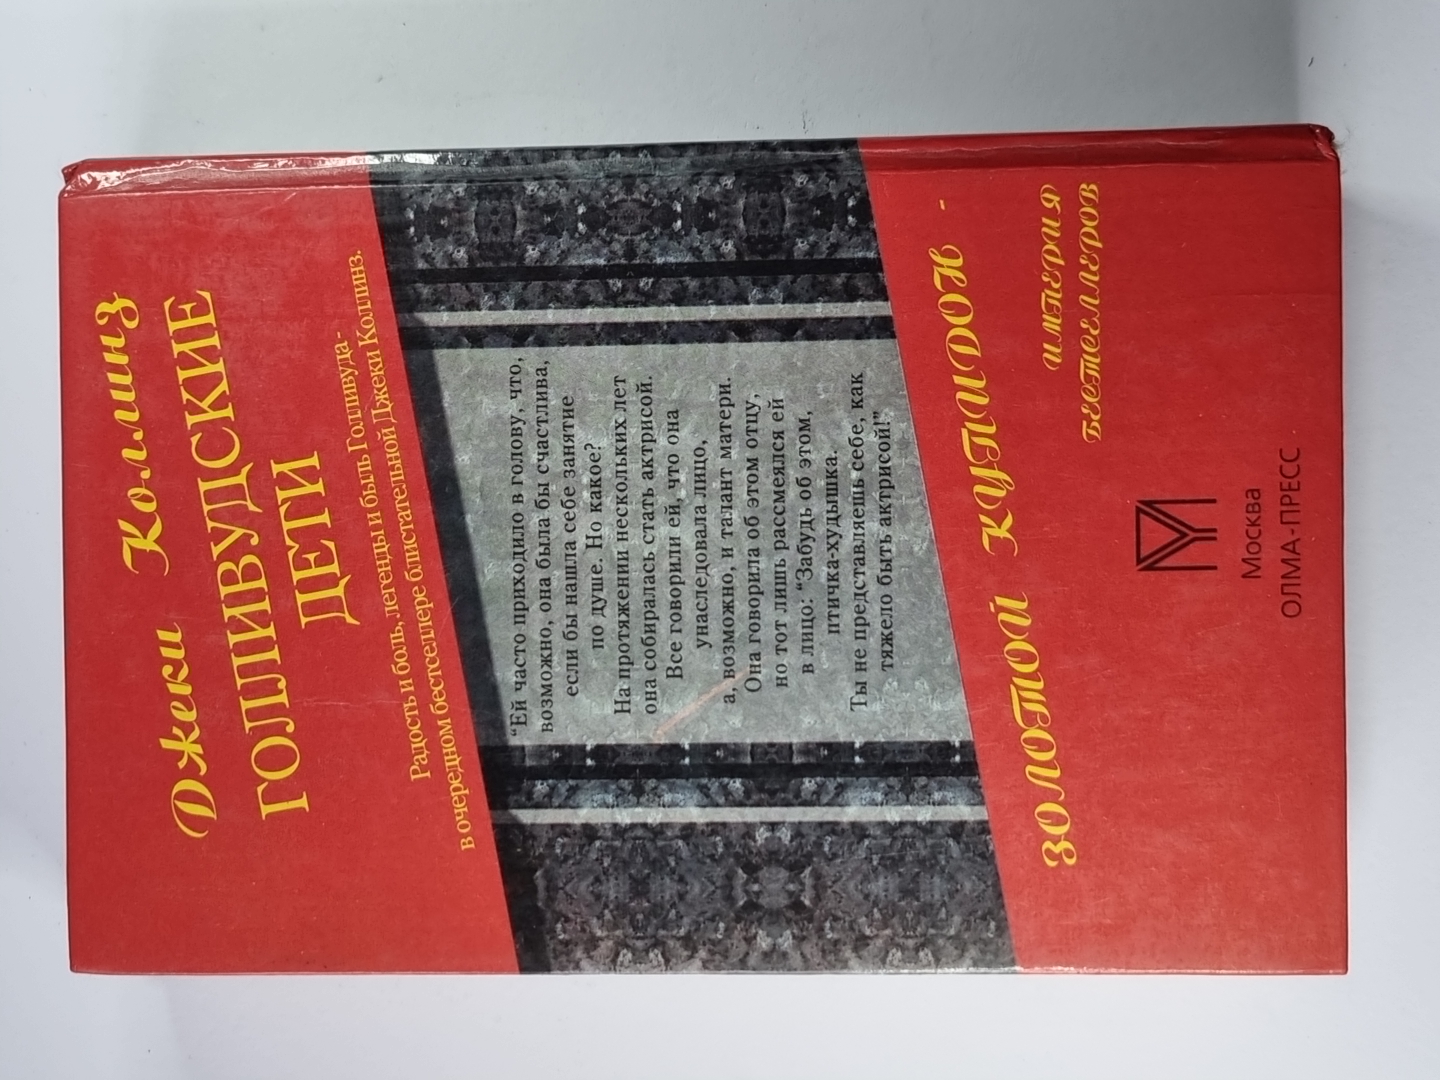 Джеки Коллинз
ГОЛЛИВУДСКИЕ
ДЕТИ
Радость и боль, легенды и быль Голливуда -
в очередном бестселлере блистательной Джеки Коллинз.
“Ей часто приходило в голову, что,
возможно, она была бы счастлива,
если бы нашла себе занятие
по душе. Но какое?
На протяжении нескольких лет
она собиралась стать актрисой.
Все говорили ей, что она
унаследовала лицо,
а, возможно, и талант матери.
Она говорила об этом отцу,
но тот лишь рассмеялся ей
в лицо: “Забудь об этом,
птичка-худышка.
Ты не представляешь себе, как
тяжело быть актрисой!”
ЗОЛОТОЙ КУПИДОН -
ИМПЕРИЯ
БЕСТСЕЛЛЕРОВ
Москва
ОЛМА-ПРЕСС